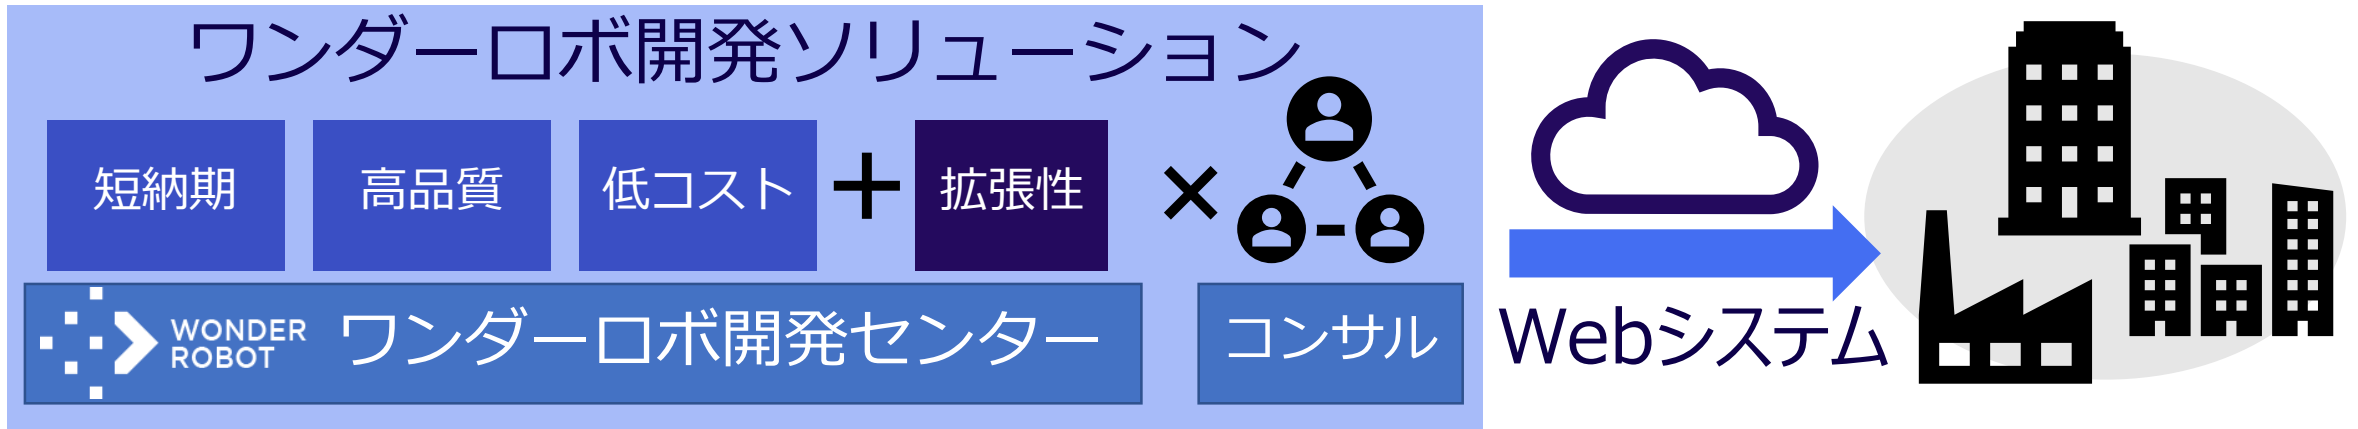 ワンダーロボ開発ソリューション
短納期
高品質
低コスト
+
拡張性
×
WONDER
ROBOT
ワンダーロボ開発センター
コンサル
Webシステム